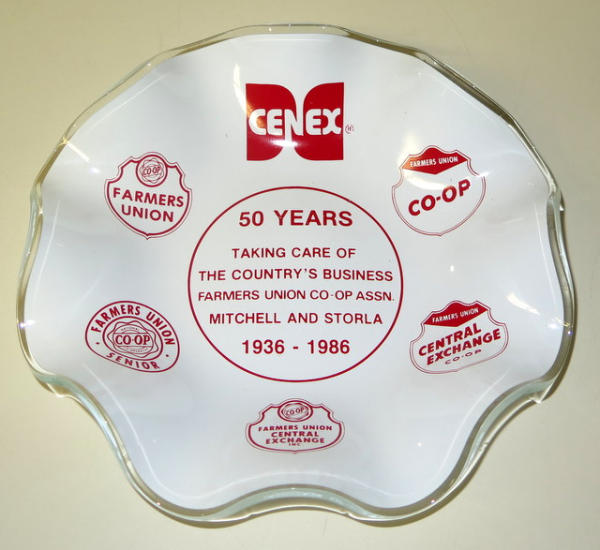 CENEX
CO-OP
FARMERS
UNION
FARMERS UNION
CO-OP
50 YEARS
TAKING CARE OF
THE COUNTRY'S BUSINESS
FARMERS UNION CO-OP ASSN.
MITCHELL AND STORLA
1936 - 1986
FARMERS UNION
CO-OP
SENIOR
FARMERS UNION
CENTRAL
EXCHANGE
CO-OP
CO-OP
FARMERS UNION
CENTRAL
EXCHANGE
INC